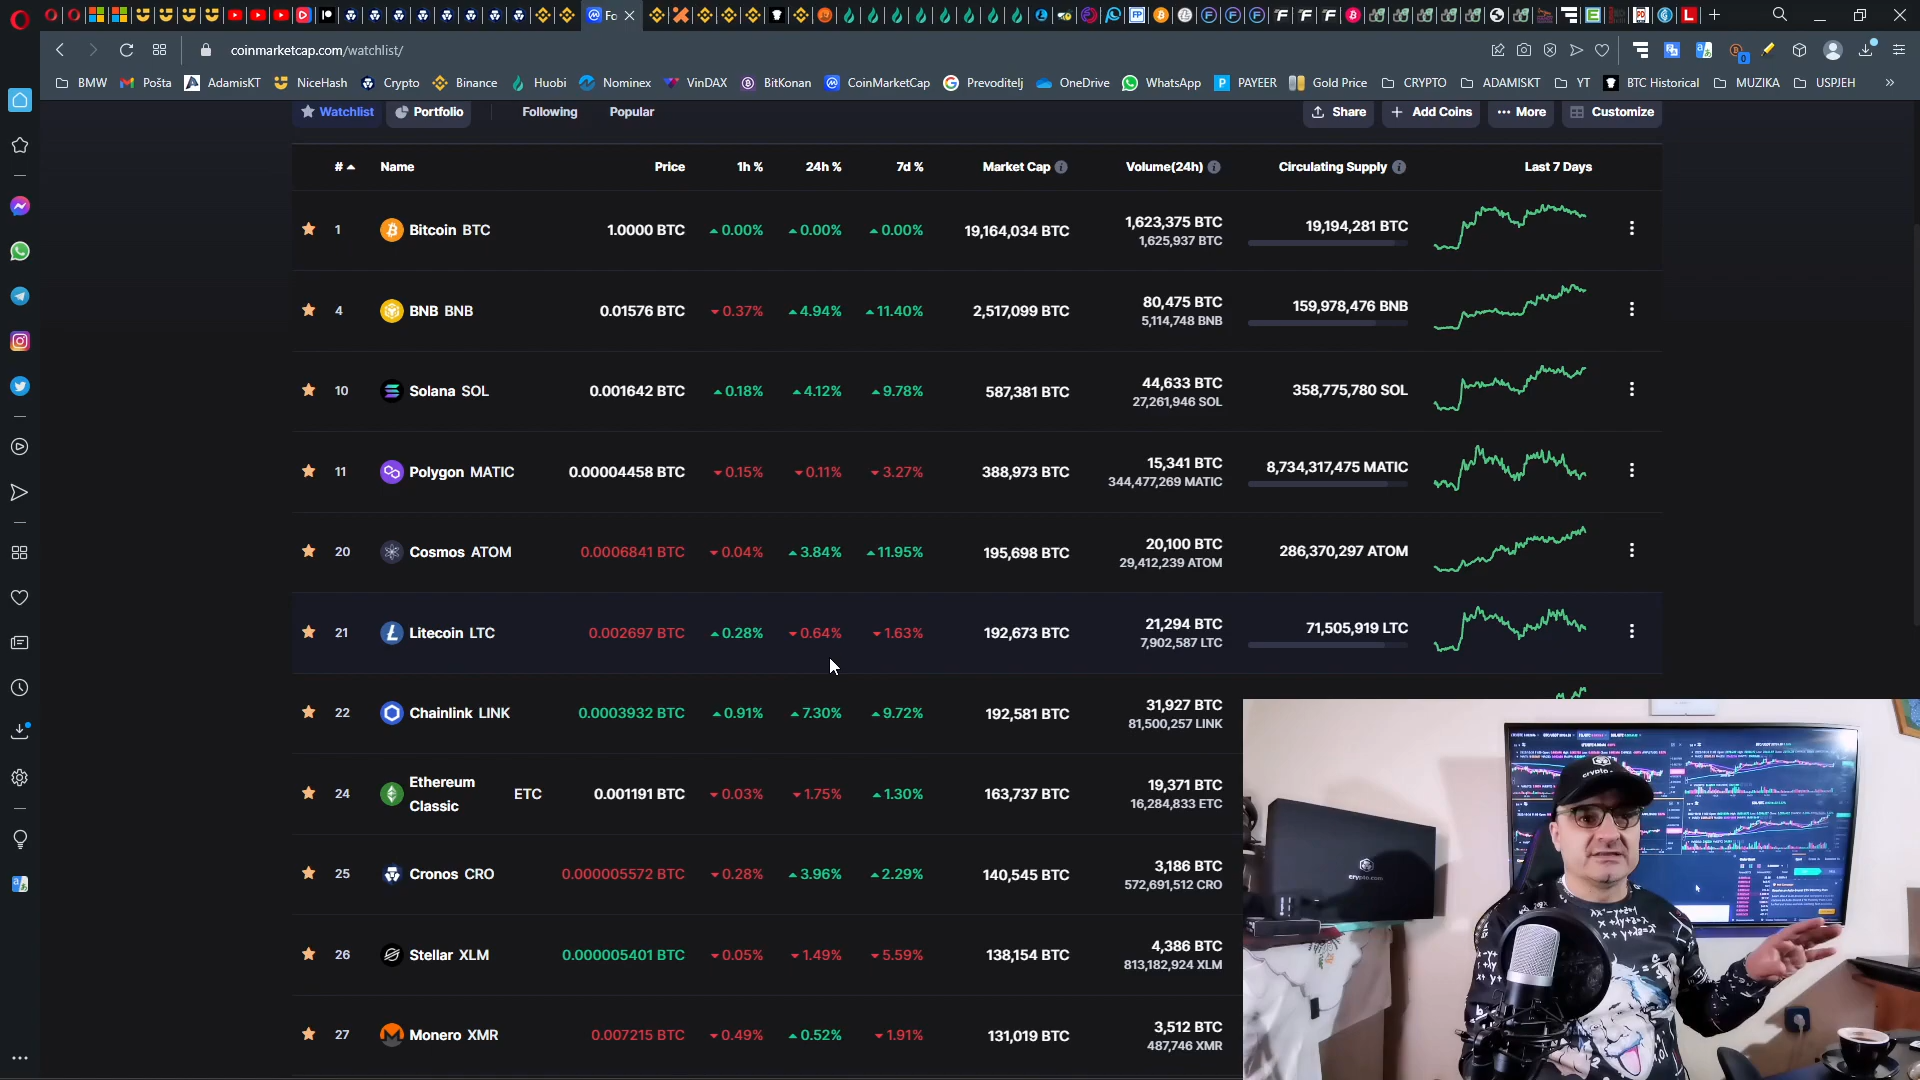 Fo
coinmarketcap.com/watchlist/
BMW Pošta AdamisKT NiceHash Crypto Binance Huobi Nominex VinDAX BitKonan CoinMarketCap Prevoditelj OneDrive WhatsApp PAYEER Gold Price CRYPTO ADAMISKT YT BTC Historical MUZIKA USPJEH »
Watchlist Portfolio Following Popular Share + Add Coins More Customize
# Name Price 1h % 24h % 7d % Market Cap Volume(24h) Circulating Supply Last 7 Days
1 Bitcoin BTC 1.0000 BTC 0.00% 0.00% 0.00% 19,164,034 BTC 1,623,375 BTC 19,194,281 BTC
1,625,937 BTC
4 BNB BNB 0.01576 BTC 0.37% 4.94% 11.40% 2,517,099 BTC 80,475 BTC 159,978,476 BNB
5,114,748 BNB
10 Solana SOL 0.001642 BTC 0.18% 4.12% 9.78% 587,381 BTC 44,633 BTC 358,775,780 SOL
27,261,946 SOL
11 Polygon MATIC 0.00004458 BTC 0.15% 0.11% 3.27% 388,973 BTC 15,341 BTC 8,734,317,475 MATIC
344,477,269 MATIC
20 Cosmos ATOM 0.0006841 BTC 0.04% 3.84% 11.95% 195,698 BTC 20,100 BTC 286,370,297 ATOM
29,412,239 ATOM
21 Litecoin LTC 0.002697 BTC 0.28% 0.64% 1.63% 192,673 BTC 21,294 BTC 71,505,919 LTC
7,902,587 LTC
22 Chainlink LINK 0.0003932 BTC 0.91% 7.30% 9.72% 192,581 BTC 31,927 BTC
81,500,257 LINK
24 Ethereum Classic ETC 0.001191 BTC 0.03% 1.75% 1.30% 163,737 BTC 19,371 BTC
16,284,833 ETC
25 Cronos CRO 0.000005572 BTC 0.28% 3.96% 2.29% 140,545 BTC 3,186 BTC
572,691,512 CRO
26 Stellar XLM 0.000005401 BTC 0.05% 1.49% 5.59% 138,154 BTC 4,386 BTC
813,182,924 XLM
27 Monero XMR 0.007215 BTC 0.49% 0.52% 1.91% 131,019 BTC 3,512 BTC
487,746 XMR
crypto.com